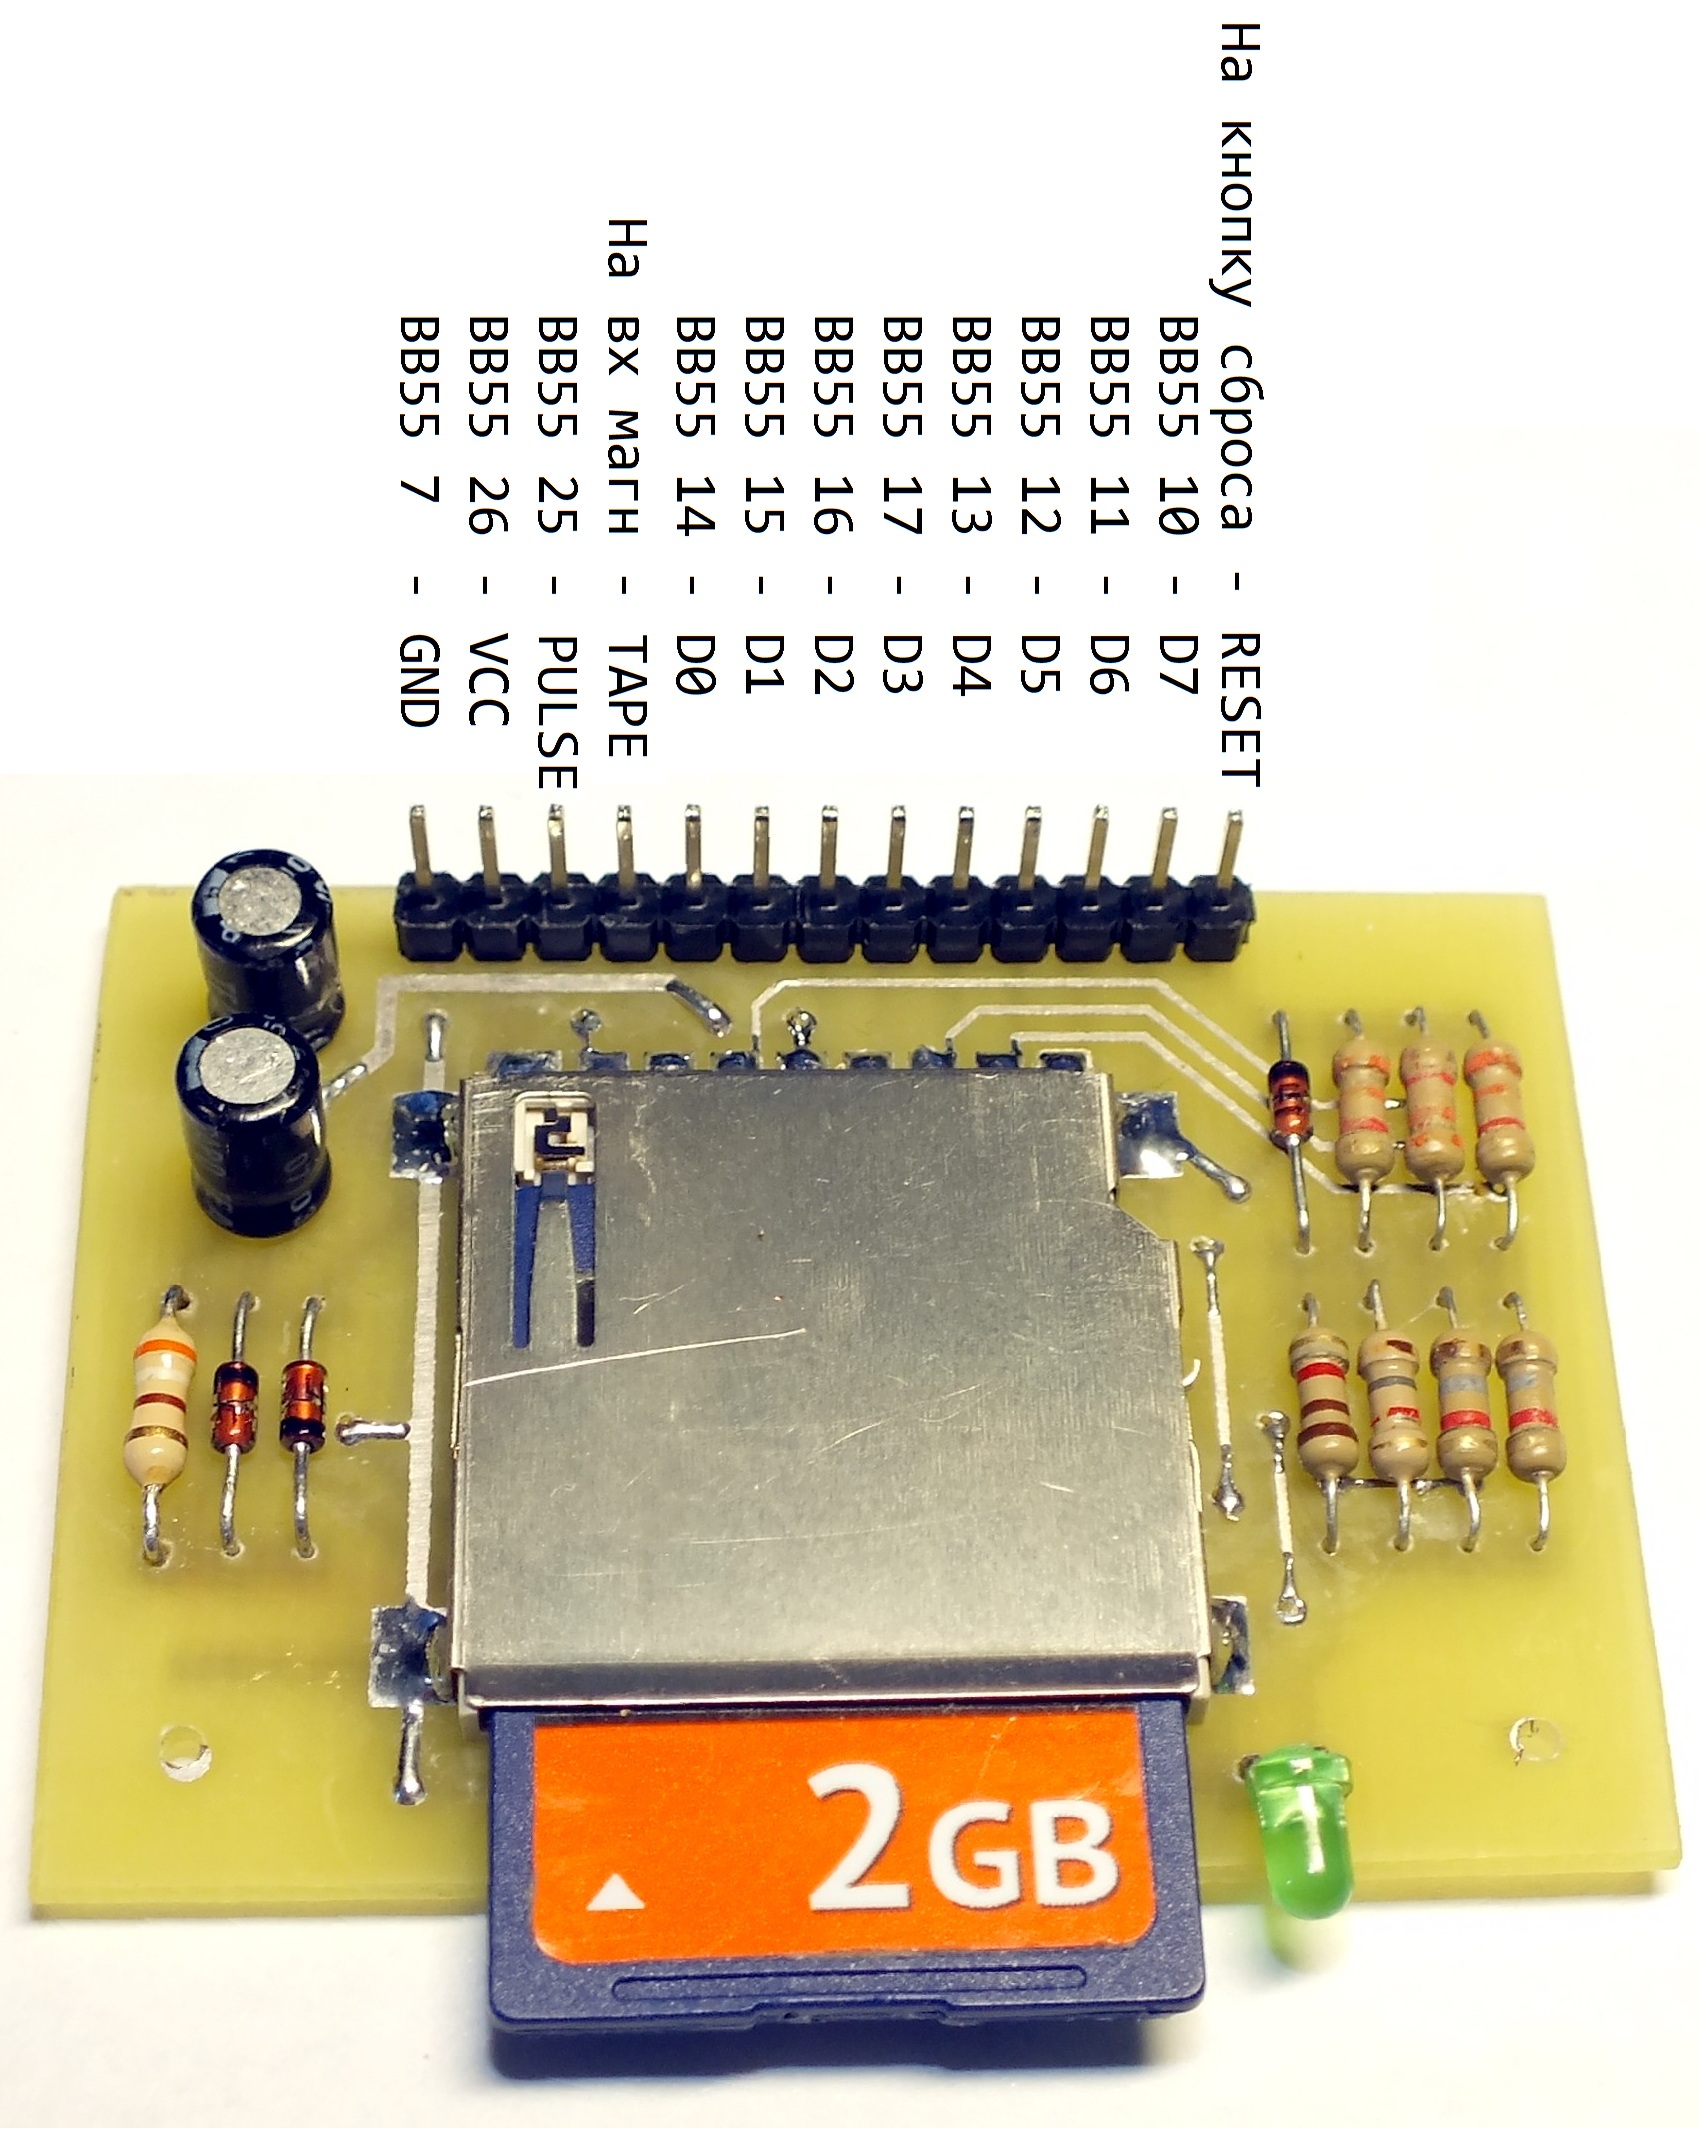 На кнопку сброса - RESET
ВВ55 10 - D7
ВВ55 11 - D6
ВВ55 12 - D5
ВВ55 13 - D4
ВВ55 17 - D3
ВВ55 16 - D2
ВВ55 15 - D1
ВВ55 14 - D0
На вх магн - TAPE
ВВ55 25 - PULSE
ВВ55 26 - VCC
ВВ55 7 - GND
2GB